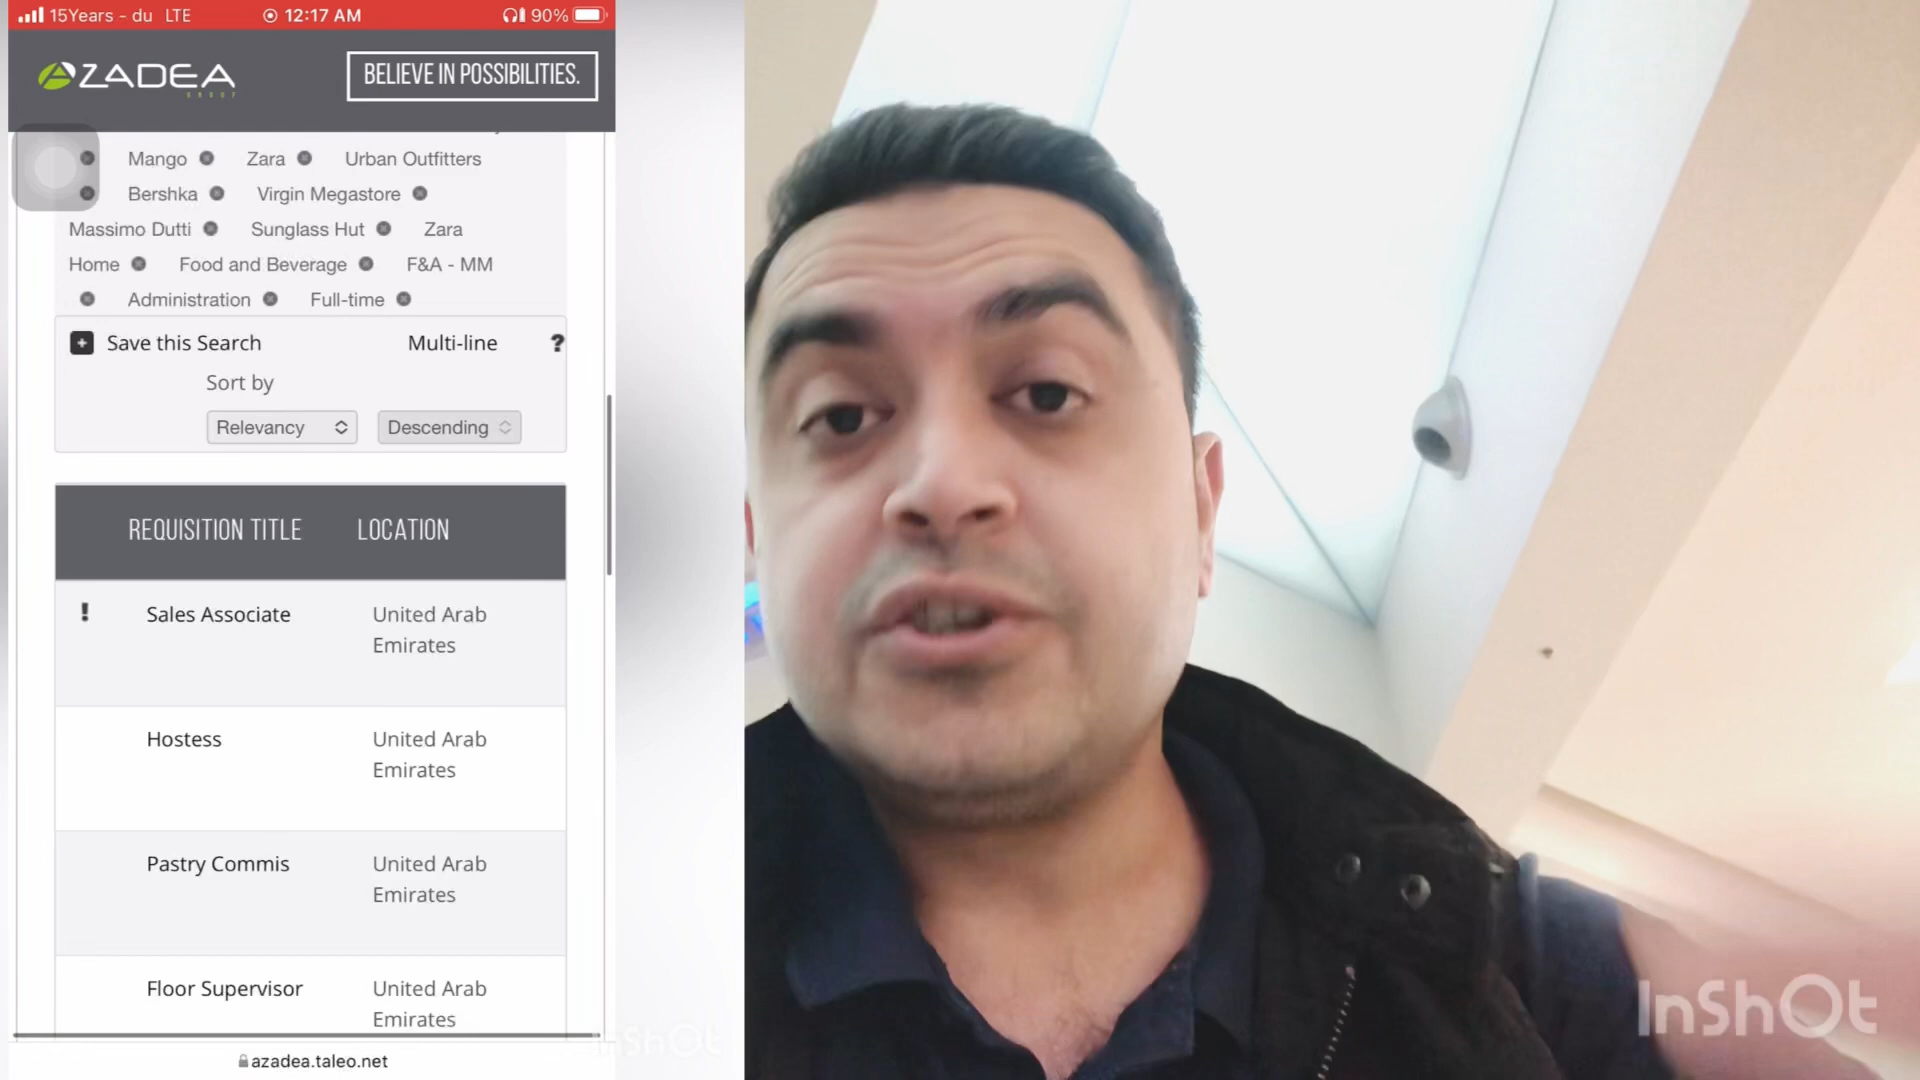 15Years - du LTE 12:17 AM 90%
AZADEA
GROUP
BELIEVE IN POSSIBILITIES.
Mango Zara Urban Outfitters
Bershka Virgin Megastore
Massimo Dutti Sunglass Hut Zara
Home Food and Beverage F&A - MM
Administration Full-time
Save this Search Multi-line ?
Sort by
Relevancy Descending
REQUISITION TITLE LOCATION
! Sales Associate United Arab
Emirates
Hostess United Arab
Emirates
Pastry Commis United Arab
Emirates
Floor Supervisor United Arab
Emirates
azadea.taleo.net
InShOt
InShOt